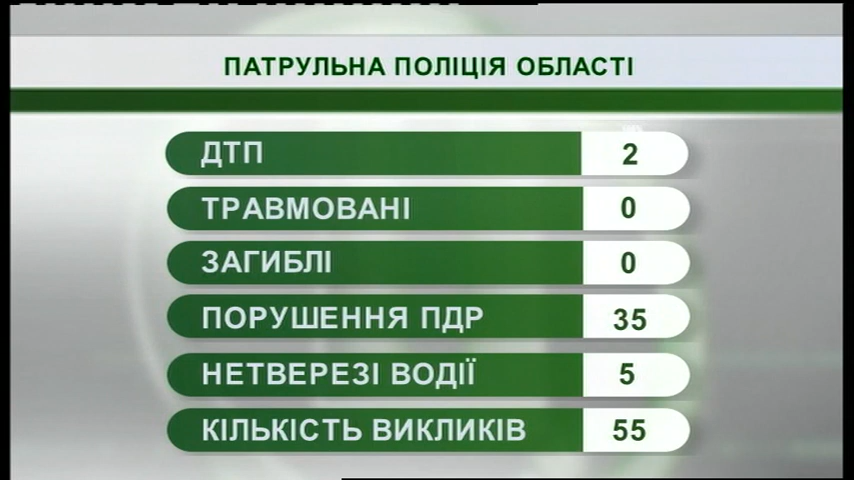 ПАТРУЛЬНА ПОЛІЦІЯ ОБЛАСТІ
ДТП 2
ТРАВМОВАНІ 0
ЗАГИБЛІ 0
ПОРУШЕННЯ ПДР 35
НЕТВЕРЕЗІ ВОДІЇ 5
КІЛЬКІСТЬ ВИКЛИКІВ 55